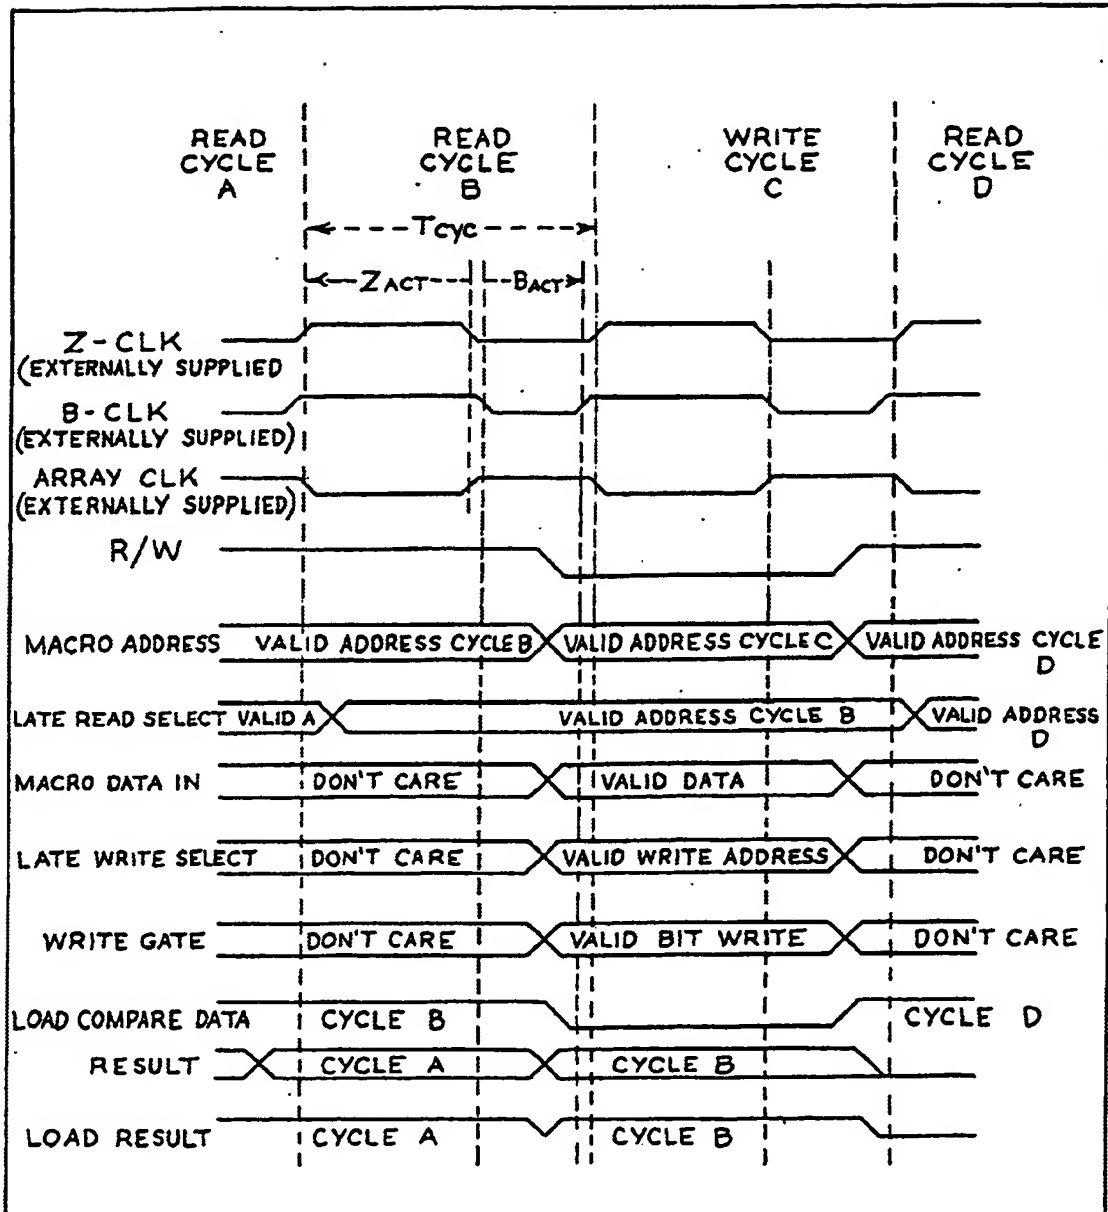 READ CYCLE A
READ CYCLE B
WRITE CYCLE C
READ CYCLE D
Tcyc
ZACT
BACT
Z-CLK
(EXTERNALLY SUPPLIED
B-CLK
(EXTERNALLY SUPPLIED)
ARRAY CLK
(EXTERNALLY SUPPLIED)
R/W
MACRO ADDRESS VALID ADDRESS CYCLE B VALID ADDRESS CYCLE C VALID ADDRESS CYCLE D
LATE READ SELECT VALID A VALID ADDRESS CYCLE B VALID ADDRESS D
MACRO DATA IN DON'T CARE VALID DATA DON'T CARE
LATE WRITE SELECT DON'T CARE VALID WRITE ADDRESS DON'T CARE
WRITE GATE DON'T CARE VALID BIT WRITE DON'T CARE
LOAD COMPARE DATA CYCLE B CYCLE D
RESULT CYCLE A CYCLE B
LOAD RESULT CYCLE A CYCLE B